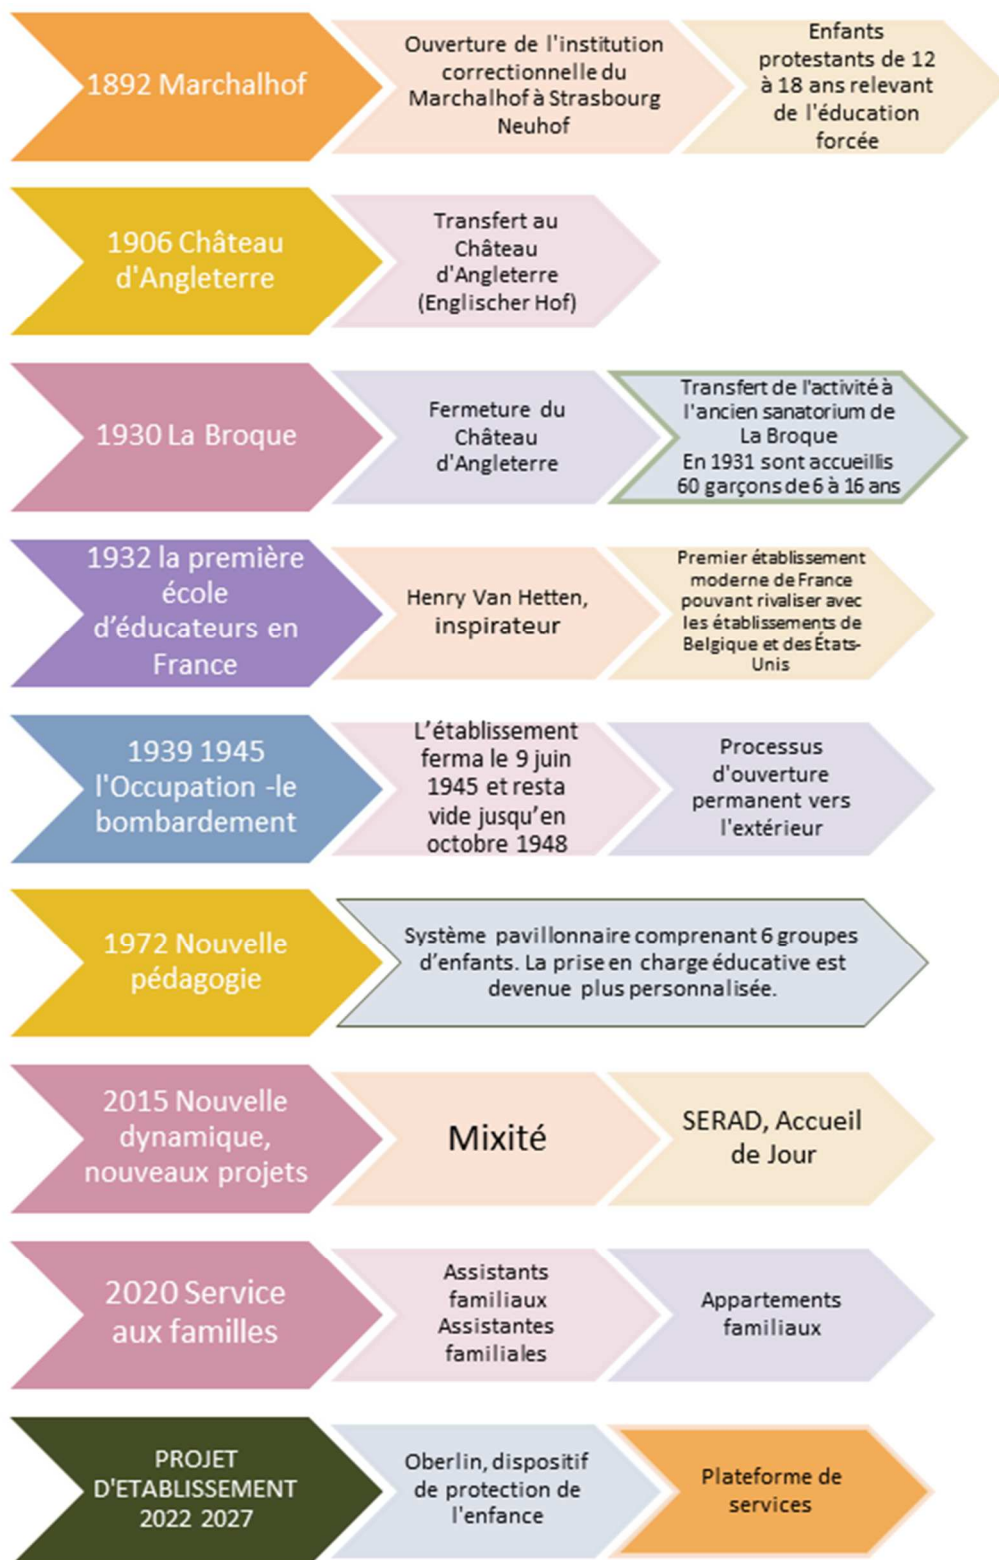 1892 Marchalhof
Ouverture de l'institution
correctionnelle du
Marchalhof à Strasbourg
Neuhof
Enfants
protestants de 12
à 18 ans relevant
de l'éducation
forcée
1906 Château
d'Angleterre
Transfert au
Château
d'Angleterre
(Englischer Hof)
1930 La Broque
Fermeture du
Château
d'Angleterre
Transfert de l'activité à
l'ancien sanatorium de
La Broque
En 1931 sont accueillis
60 garçons de 6 à 16 ans
1932 la première
école
d’éducateurs en
France
Henry Van Hetten,
inspirateur
Premier établissement
moderne de France
pouvant rivaliser avec
les établissements de
Belgique et des États-
Unis
1939 1945
l'Occupation -le
bombardement
L’établissement
ferma le 9 juin
1945 et resta
vide jusqu’en
octobre 1948
Processus
d'ouverture
permanent vers
l'extérieur
1972 Nouvelle
pédagogie
Système pavillonnaire comprenant 6 groupes
d’enfants. La prise en charge éducative est
devenue plus personnalisée.
2015 Nouvelle
dynamique,
nouveaux projets
Mixité
SERAD, Accueil
de Jour
2020 Service
aux familles
Assistants
familiaux
Assistantes
familiales
Appartements
familiaux
PROJET
D'ETABLISSEMENT
2022 2027
Oberlin, dispositif
de protection de
l'enfance
Plateforme de
services